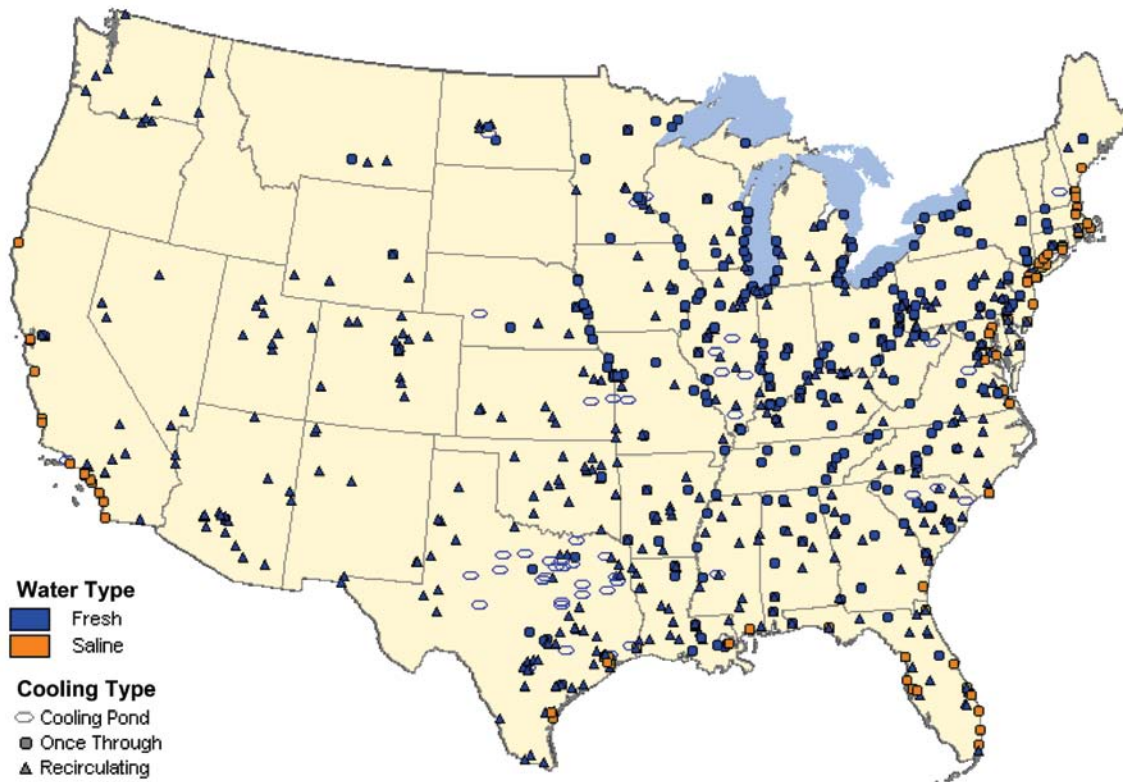 Water Type
Fresh
Saline
Cooling Type
Cooling Pond
Once Through
Recirculating